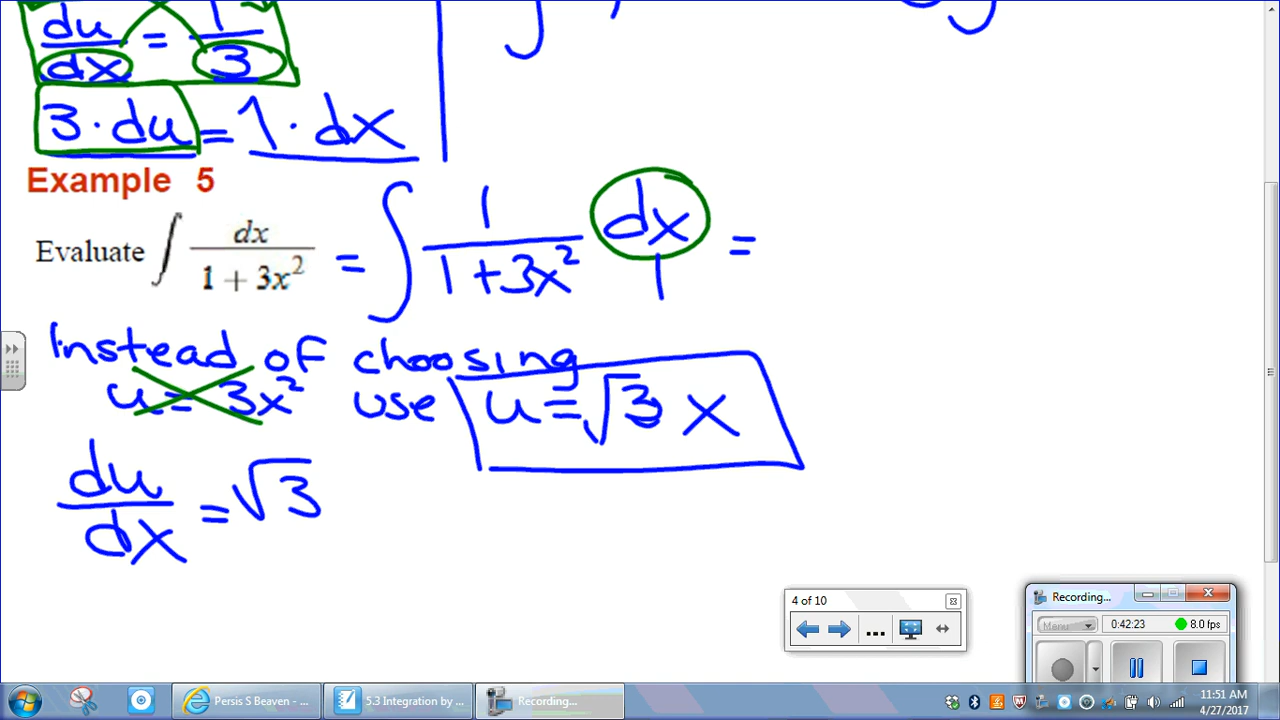 du/dx = 1/3
3 · du = 1 · dx
Example 5
Evaluate ∫ dx/(1 + 3x²) = ∫ 1/(1+3x²) dx/1 =
Instead of choosing
u = 3x² use u = √3 x
du/dx = √3
4 of 10
Recording...
Menu
0:42:23 8.0 fps
Persis S Beaven - ...
5.3 Integration by ...
Recording...
11:51 AM
4/27/2017